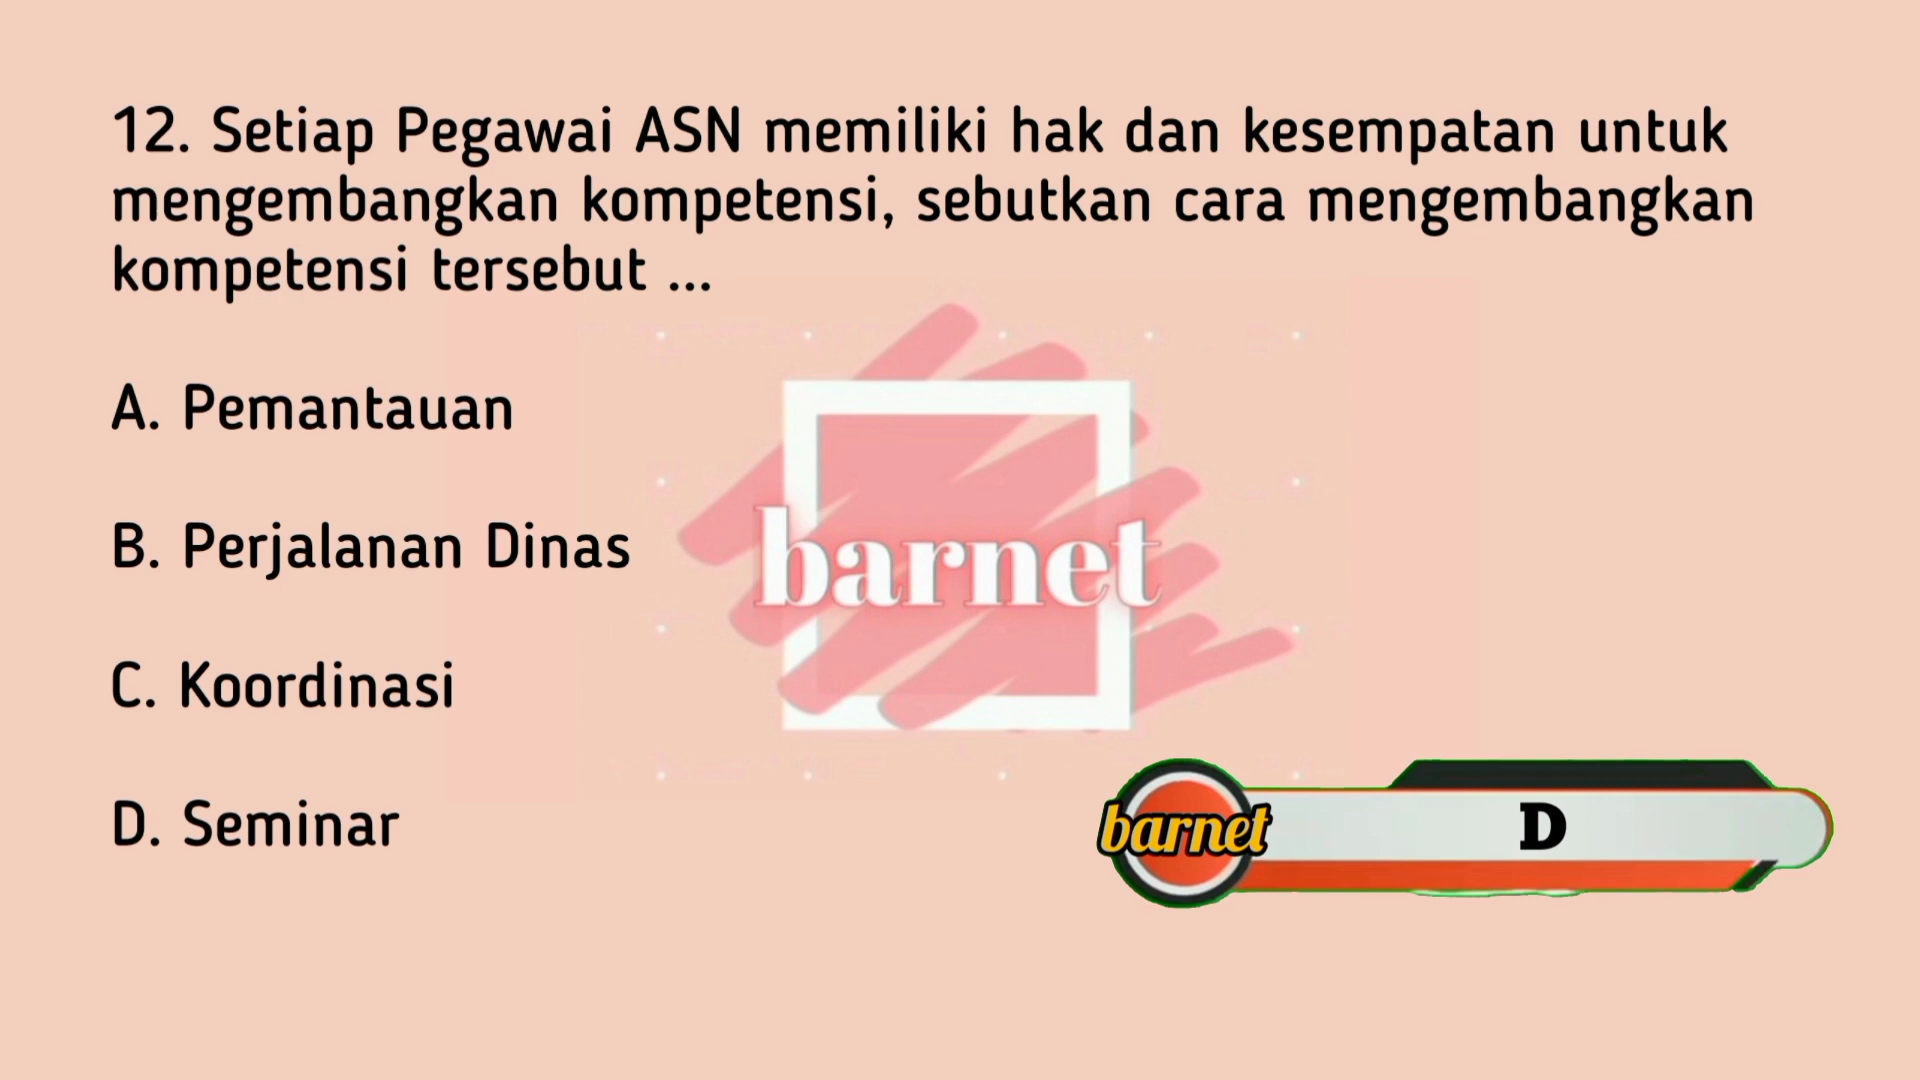 12. Setiap Pegawai ASN memiliki hak dan kesempatan untuk
mengembangkan kompetensi, sebutkan cara mengembangkan
kompetensi tersebut ...
A. Pemantauan
B. Perjalanan Dinas
barnet
C. Koordinasi
D. Seminar
barnet
D